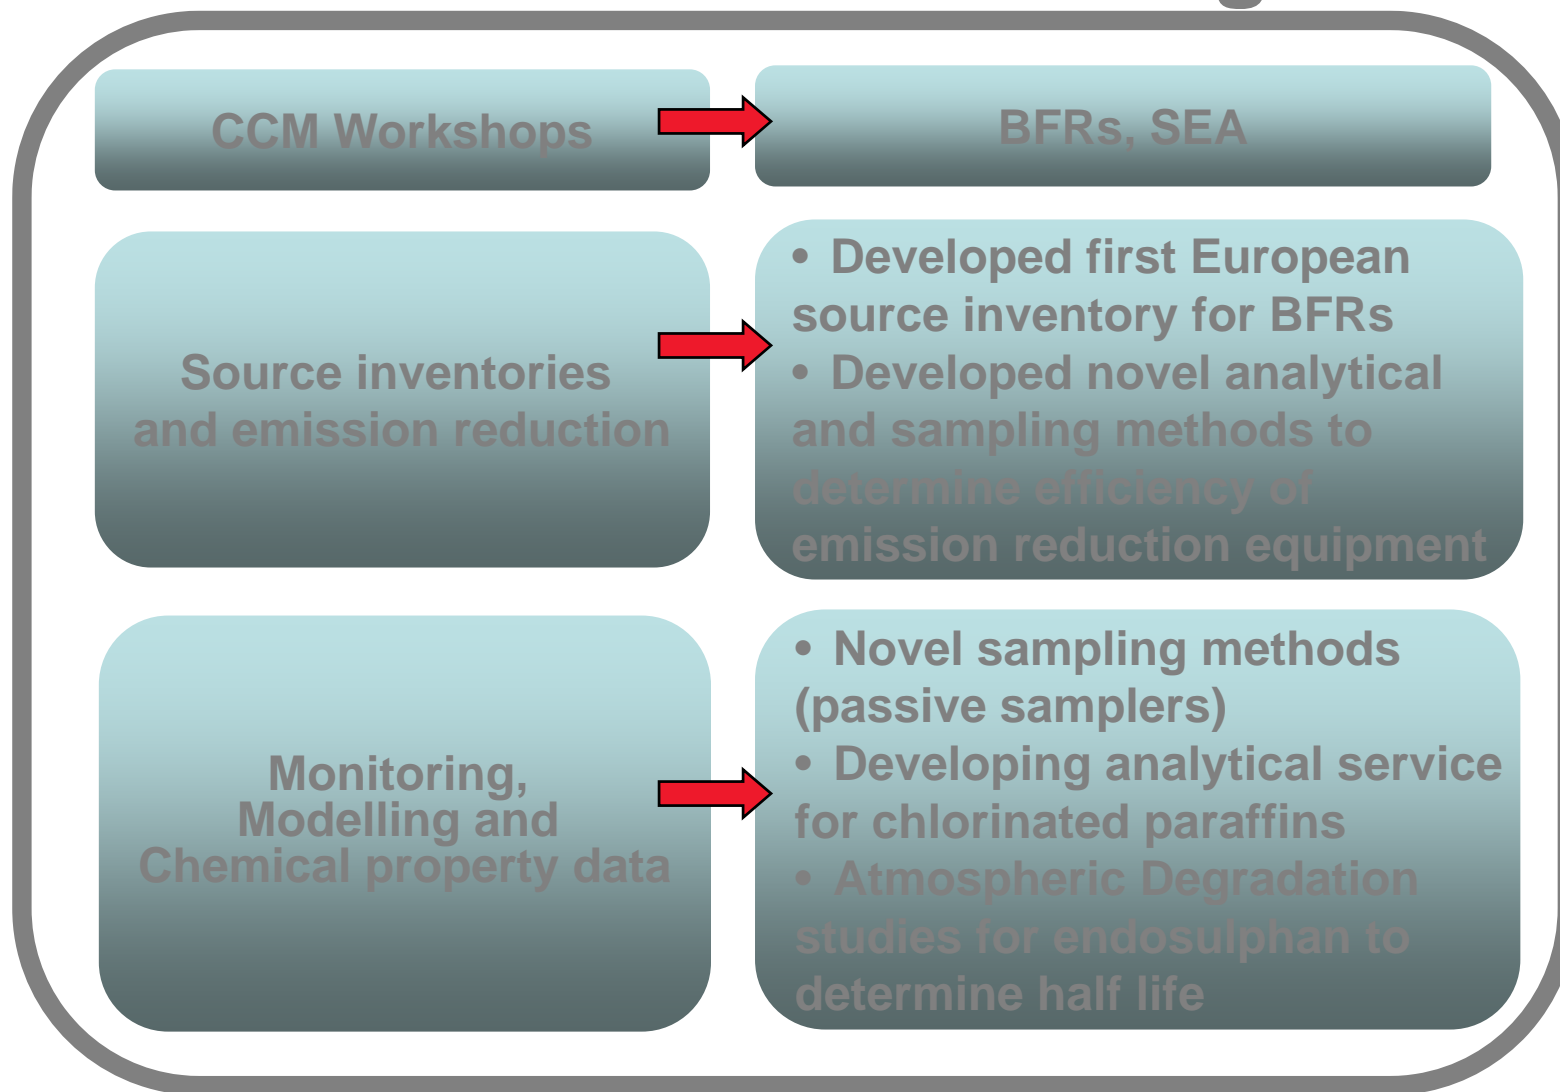 CCM Workshops
BFRs, SEA
Source inventories
and emission reduction
• Developed first European
source inventory for BFRs
• Developed novel analytical
and sampling methods to
determine efficiency of
emission reduction equipment
Monitoring,
Modelling and
Chemical property data
• Novel sampling methods
(passive samplers)
• Developing analytical service
for chlorinated paraffins
• Atmospheric Degradation
studies for endosulphan to
determine half life